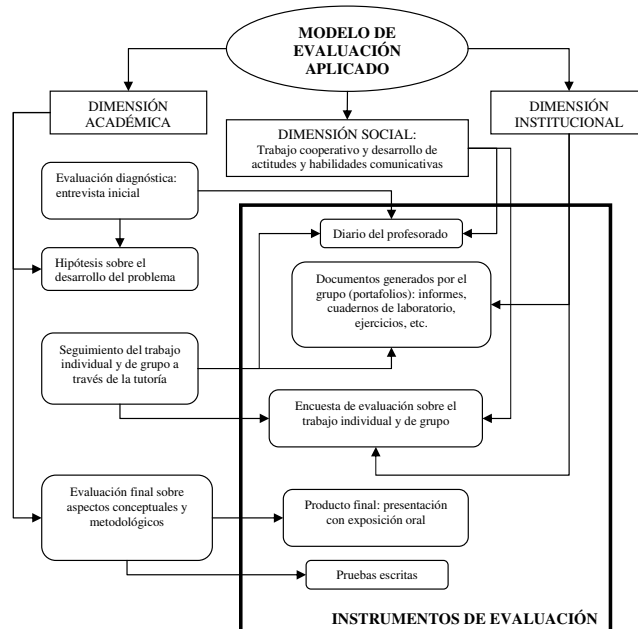 MODELO DE
EVALUACIÓN
APLICADO
DIMENSIÓN
ACADÉMICA
DIMENSIÓN SOCIAL:
Trabajo cooperativo y desarrollo de
actitudes y habilidades comunicativas
DIMENSIÓN
INSTITUCIONAL
Evaluación diagnóstica:
entrevista inicial
Diario del profesorado
Hipótesis sobre el
desarrollo del problema
Documentos generados por el
grupo (portafolios): informes,
cuadernos de laboratorio,
ejercicios, etc.
Seguimiento del trabajo
individual y de grupo a
través de la tutoría
Encuesta de evaluación sobre el
trabajo individual y de grupo
Evaluación final sobre
aspectos conceptuales y
metodológicos
Producto final: presentación
con exposición oral
Pruebas escritas
INSTRUMENTOS DE EVALUACIÓN